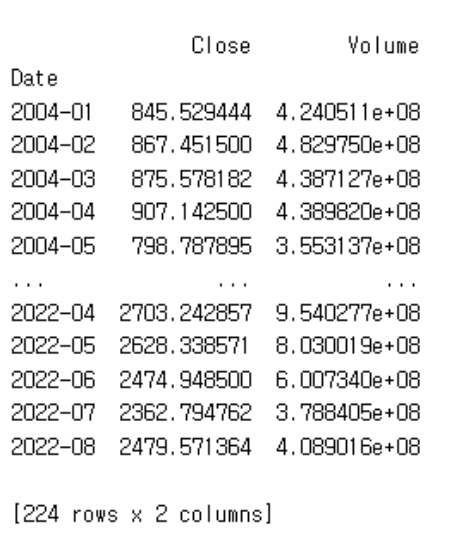 Close Volume
Date
2004-01 845.529444 4.240511e+08
2004-02 867.451500 4.829750e+08
2004-03 875.578182 4.387127e+08
2004-04 907.142500 4.389820e+08
2004-05 798.787895 3.553137e+08
... ... ...
2022-04 2703.242857 9.540277e+08
2022-05 2628.338571 8.030019e+08
2022-06 2474.948500 6.007340e+08
2022-07 2362.794762 3.788405e+08
2022-08 2479.571364 4.089016e+08
[224 rows x 2 columns]